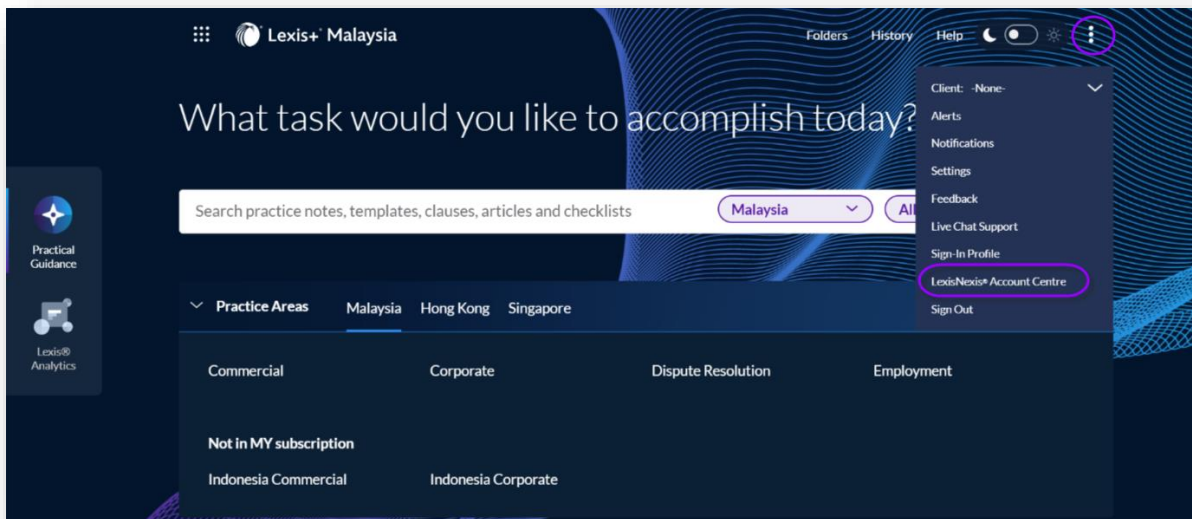 Lexis+® Malaysia
Folders History Help
What task would you like to accomplish today?
Search practice notes, templates, clauses, articles and checklists Malaysia
Client: -None-
Alerts
Notifications
Settings
Feedback
Live Chat Support
Sign-In Profile
LexisNexis® Account Centre
Sign Out
Practical
Guidance
Lexis®
Analytics
Practice Areas Malaysia Hong Kong Singapore
Commercial Corporate Dispute Resolution Employment
Not in MY subscription
Indonesia Commercial Indonesia Corporate